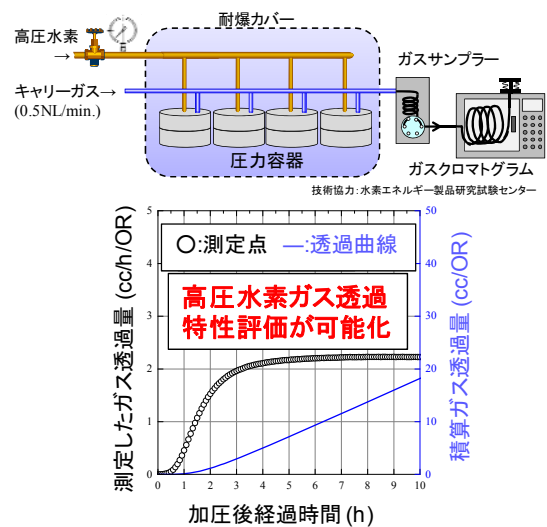 耐爆カバー
高圧水素
→
ガスサンプラー
キャリーガス→
(0.5NL/min.)
圧力容器
ガスクロマトグラム
技術協力：水素エネルギー製品研究試験センター
5
50
○:測定点 —:透過曲線
4
40
高圧水素ガス透過
特性評価が可能化
3
30
2
20
1
10
0
0
測定したガス透過量 (cc/h/OR)
積算ガス透過量 (cc/OR)
0 1 2 3 4 5 6 7 8 9 10
加圧後経過時間 (h)